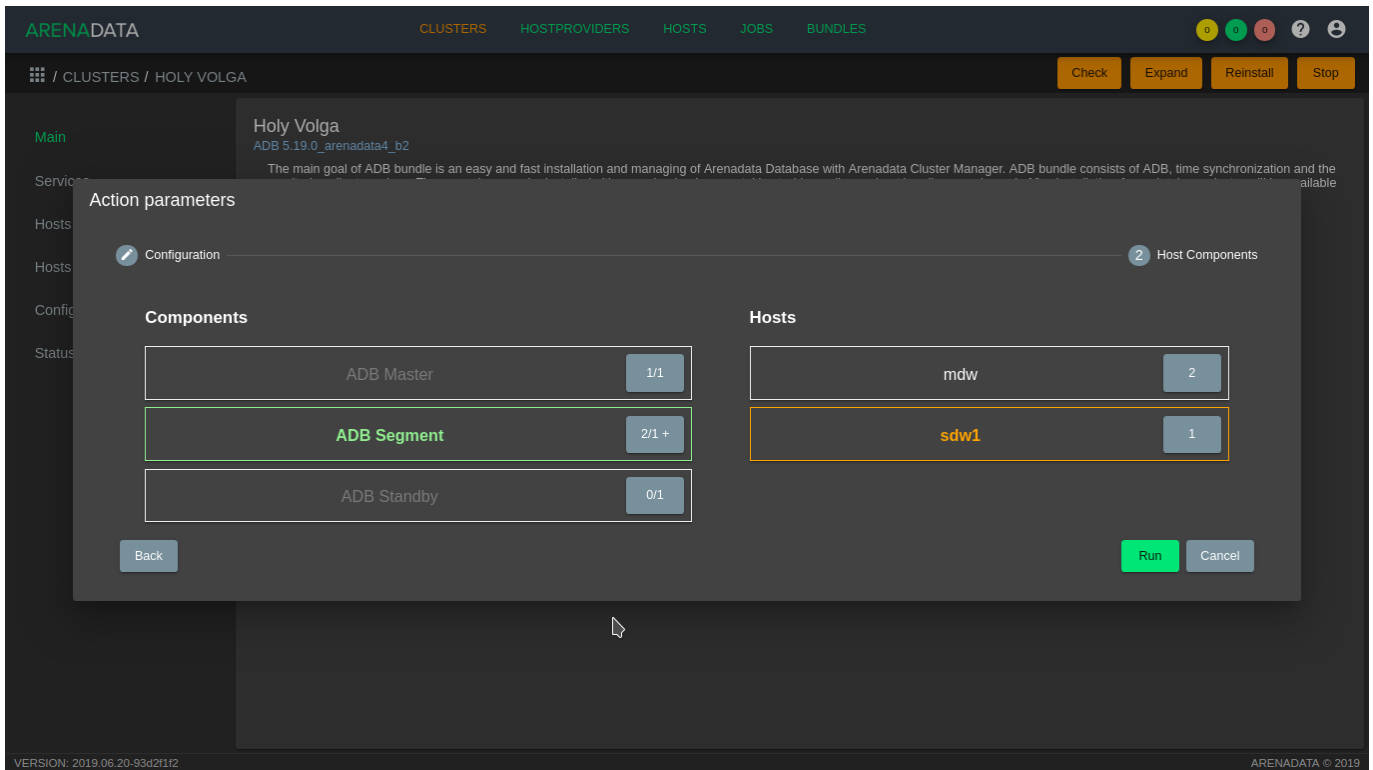 ARENADATA CLUSTERS HOSTPROVIDERS HOSTS JOBS BUNDLES 0 0 0 ?
/ CLUSTERS / HOLY VOLGA Check Expand Reinstall Stop
Main
Services
Hosts
Hosts
Config
Status
Holy Volga
ADB 5.19.0_arenadata4_b2
The main goal of ADB bundle is an easy and fast installation and managing of Arenadata Database with Arenadata Cluster Manager. ADB bundle consists of ADB, time synchronization and the
Action parameters
Configuration 2 Host Components
Components
ADB Master 1/1
ADB Segment 2/1 +
ADB Standby 0/1
Hosts
mdw 2
sdw1 1
Back Run Cancel
VERSION: 2019.06.20-93d2f1f2 ARENADATA © 2019